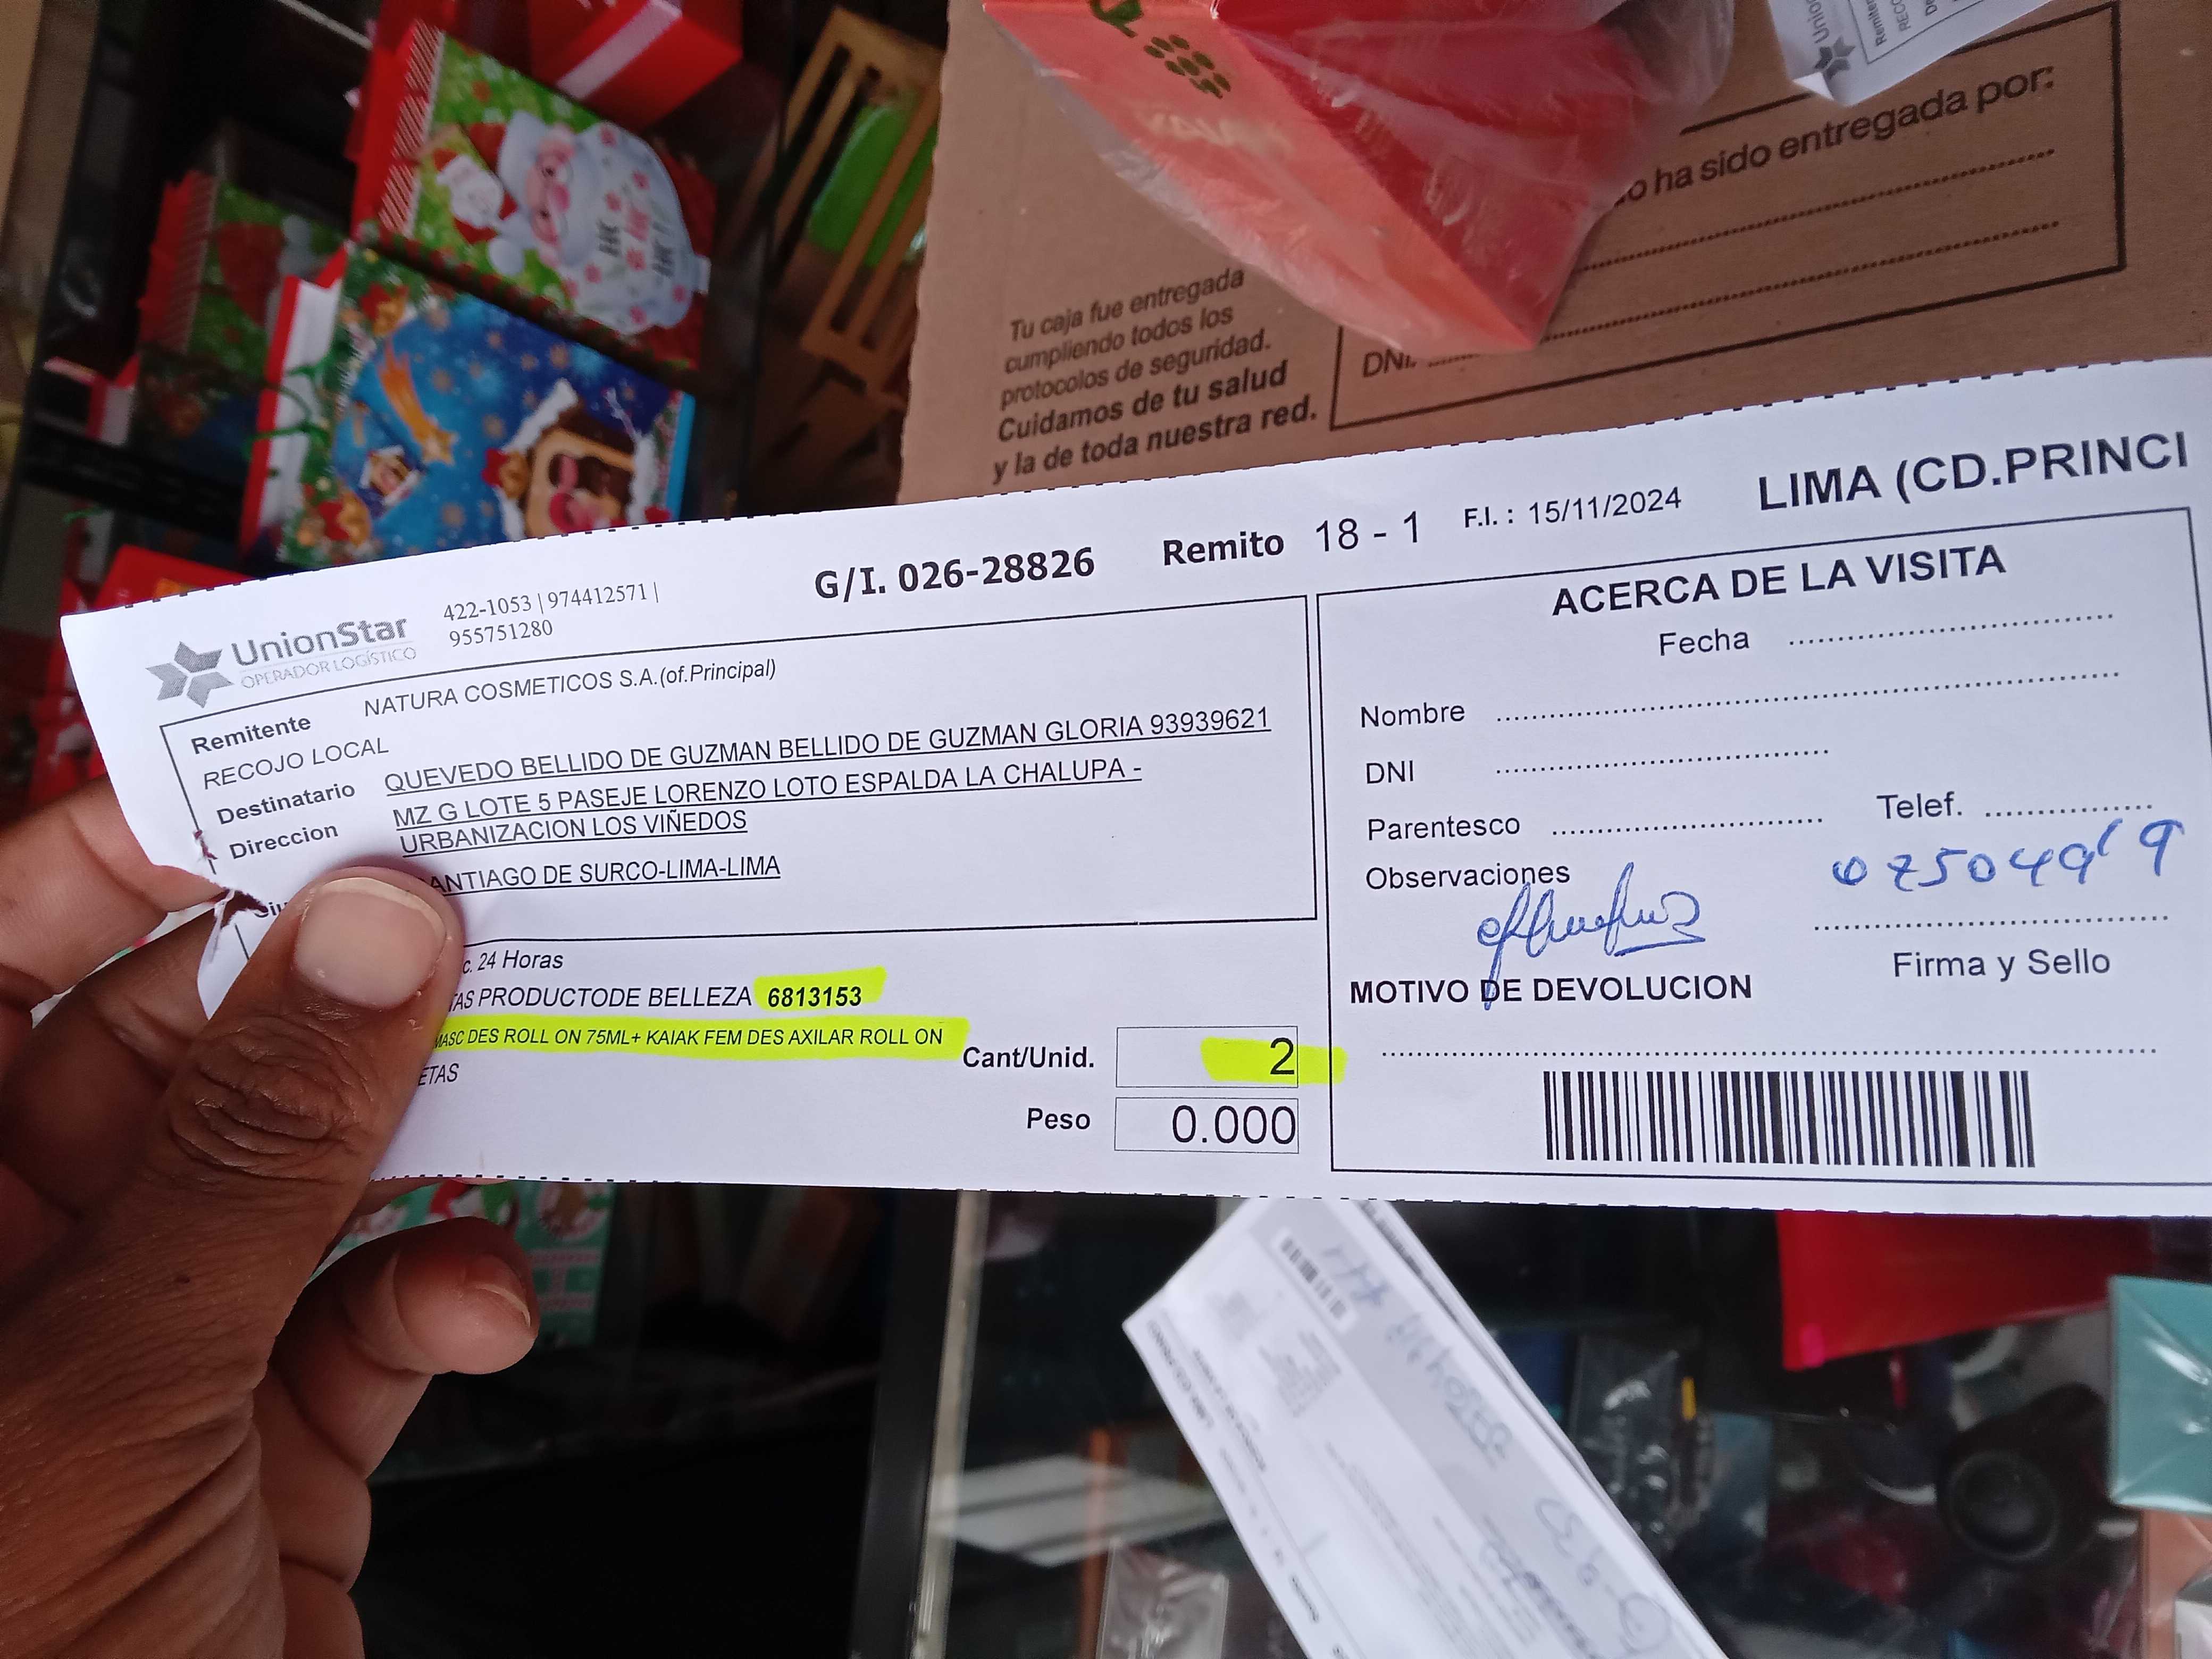 HO
HO
HO!!
KAIAK
Union
o ha sido entregada por:
Tu caja fue entregada
cumpliendo todos los
protocolos de seguridad.
Cuidamos de tu salud
y la de toda nuestra red.
DNI.
UnionStar
OPERADOR LOGÍSTICO
422-1053 | 974412571 |
955751280
G/I. 026-28826
Remito 18 - 1
F.I. : 15/11/2024
LIMA (CD.PRINCI
Remitente NATURA COSMETICOS S.A.(of.Principal)
RECOJO LOCAL
Destinatario QUEVEDO BELLIDO DE GUZMAN BELLIDO DE GUZMAN GLORIA 93939621
Direccion MZ G LOTE 5 PASEJE LORENZO LOTO ESPALDA LA CHALUPA -
URBANIZACION LOS VIÑEDOS
ANTIAGO DE SURCO-LIMA-LIMA
c. 24 Horas
TAS PRODUCTODE BELLEZA 6813153
MASC DES ROLL ON 75ML+ KAIAK FEM DES AXILAR ROLL ON
ETAS
Cant/Unid. 2
Peso 0.000
ACERCA DE LA VISITA
Fecha
Nombre
DNI
Parentesco
Telef.
Observaciones
07504919
Firma y Sello
MOTIVO DE DEVOLUCION